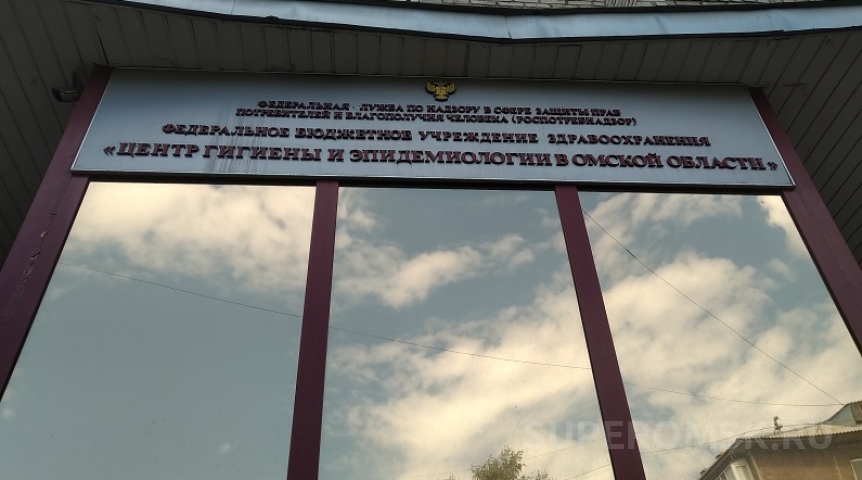 ФЕДЕРАЛЬНАЯ ЛУЖБА ПО НАДЗОРУ В СФЕРЕ ЗАЩИТЫ ПРАВ
ПОТРЕБИТЕЛЕЙ И БЛАГОПОЛУЧИЯ ЧЕЛОВЕКА (РОСПОТРЕБНАДЗОР)
ФЕДЕРАЛЬНОЕ БЮДЖЕТНОЕ УЧРЕЖДЕНИЕ ЗДРАВООХРАНЕНИЯ
«ЦЕНТР ГИГИЕНЫ И ЭПИДЕМИОЛОГИИ В ОМСКОЙ ОБЛАСТИ»
SUPEROMSK.RU